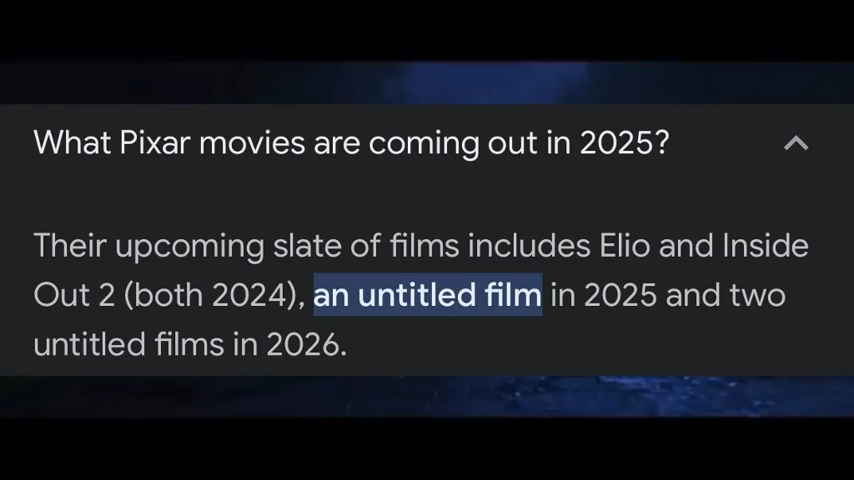 What Pixar movies are coming out in 2025?
Their upcoming slate of films includes Elio and Inside
Out 2 (both 2024), an untitled film in 2025 and two
untitled films in 2026.